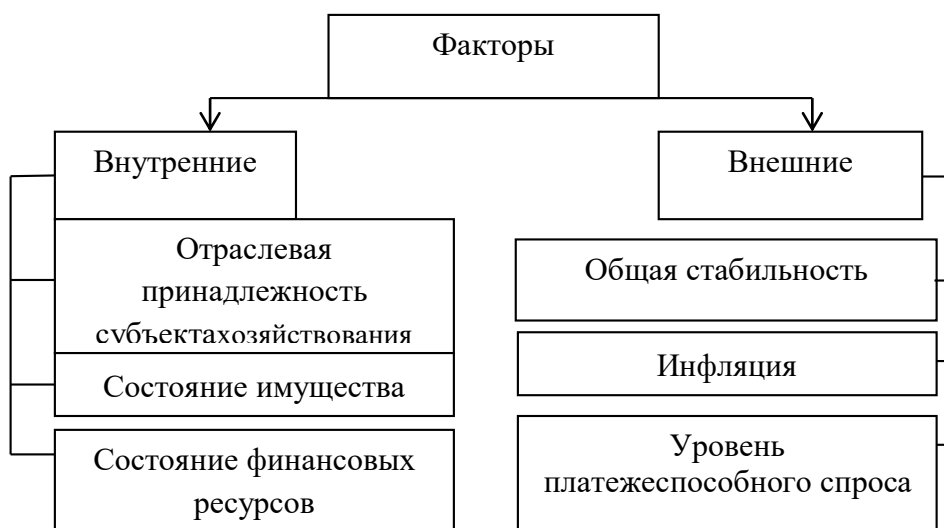 Факторы
Внутренние
Внешние
Отраслевая
принадлежность
субъектахозяйствования
Состояние имущества
Состояние финансовых
ресурсов
Общая стабильность
Инфляция
Уровень
платежеспособного спроса